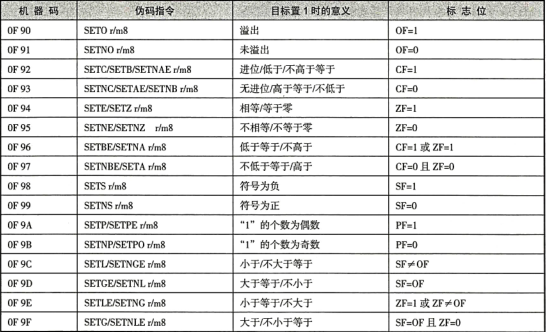 机 器 码 伪码指令 目标置1时的意义 标 志 位
0F 90 SETO r/m8 溢出 OF=1
0F 91 SETNO r/m8 未溢出 OF=0
0F 92 SETC/SETB/SETNAE r/m8 进位/低于/不高于等于 CF=1
0F 93 SETNC/SETAE/SETNB r/m8 无进位/高于等于/不低于 CF=0
0F 94 SETE/SETZ r/m8 相等/等于零 ZF=1
0F 95 SETNE/SETNZ r/m8 不相等/不等于零 ZF=0
0F 96 SETBE/SETNA r/m8 低于等于/不高于 CF=1 或 ZF=1
0F 97 SETNBE/SETA r/m8 不低于等于/高于 CF=0 且 ZF=0
0F 98 SETS r/m8 符号为负 SF=1
0F 99 SETNS r/m8 符号为正 SF=0
0F 9A SETP/SETPE r/m8 “1”的个数为偶数 PF=1
0F 9B SETNP/SETPO r/m8 “1”的个数为奇数 PF=0
0F 9C SETL/SETNGE r/m8 小于/不大于等于 SF≠OF
0F 9D SETGE/SETNL r/m8 大于等于/不小于 SF=OF
0F 9E SETLE/SETNG r/m8 小于等于/不大于 ZF=1 或 ZF≠OF
0F 9F SETG/SETNLE r/m8 大于/不小于等于 SF=OF 且 ZF=0